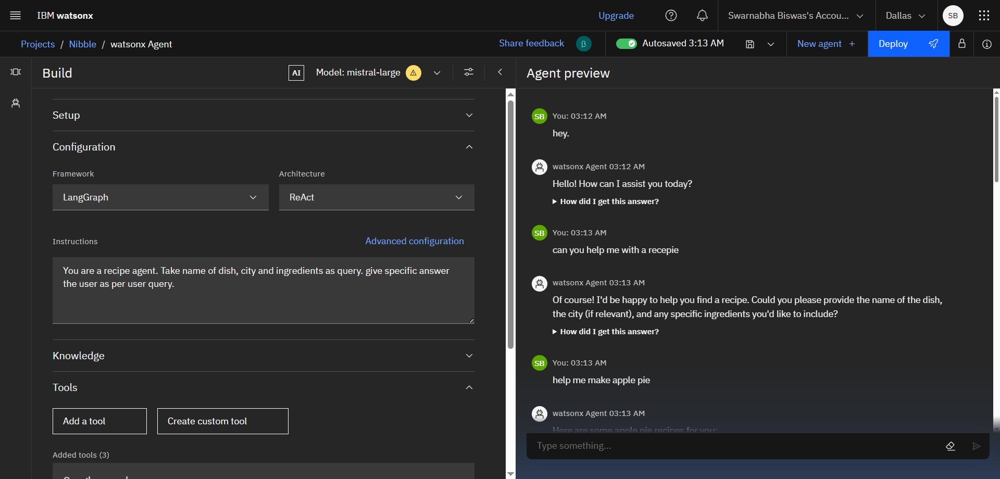 IBM watsonx
Upgrade
Swarnabha Biswas's Accou...
Dallas
SB
Projects / Nibble / watsonx Agent
Share feedback
β
Autosaved 3:13 AM
New agent +
Deploy
Build
AI
Model: mistral-large
Setup
Configuration
Framework
Architecture
LangGraph
ReAct
Instructions
Advanced configuration
You are a recipe agent. Take name of dish, city and ingredients as query. give specific answer
the user as per user query.
Knowledge
Tools
Add a tool
Create custom tool
Added tools (3)
Agent preview
SB
You: 03:12 AM
hey.
watsonx Agent 03:12 AM
Hello! How can I assist you today?
How did I get this answer?
SB
You: 03:13 AM
can you help me with a recepie
watsonx Agent 03:13 AM
Of course! I'd be happy to help you find a recipe. Could you please provide the name of the dish,
the city (if relevant), and any specific ingredients you'd like to include?
How did I get this answer?
SB
You: 03:13 AM
help me make apple pie
watsonx Agent 03:13 AM
Here are some apple pie recipes for you:
Type something...